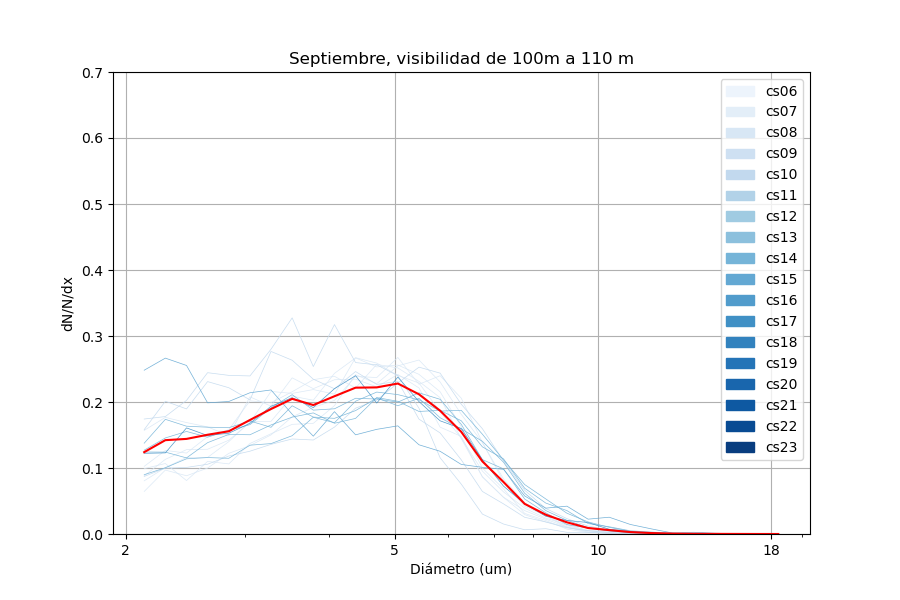 Septiembre, visibilidad de 100m a 110 m
0.7
0.6
0.5
0.4
0.3
0.2
0.1
0.0
dN/N/dx
2
5
10
18
Diámetro (um)
cs06
cs07
cs08
cs09
cs10
cs11
cs12
cs13
cs14
cs15
cs16
cs17
cs18
cs19
cs20
cs21
cs22
cs23